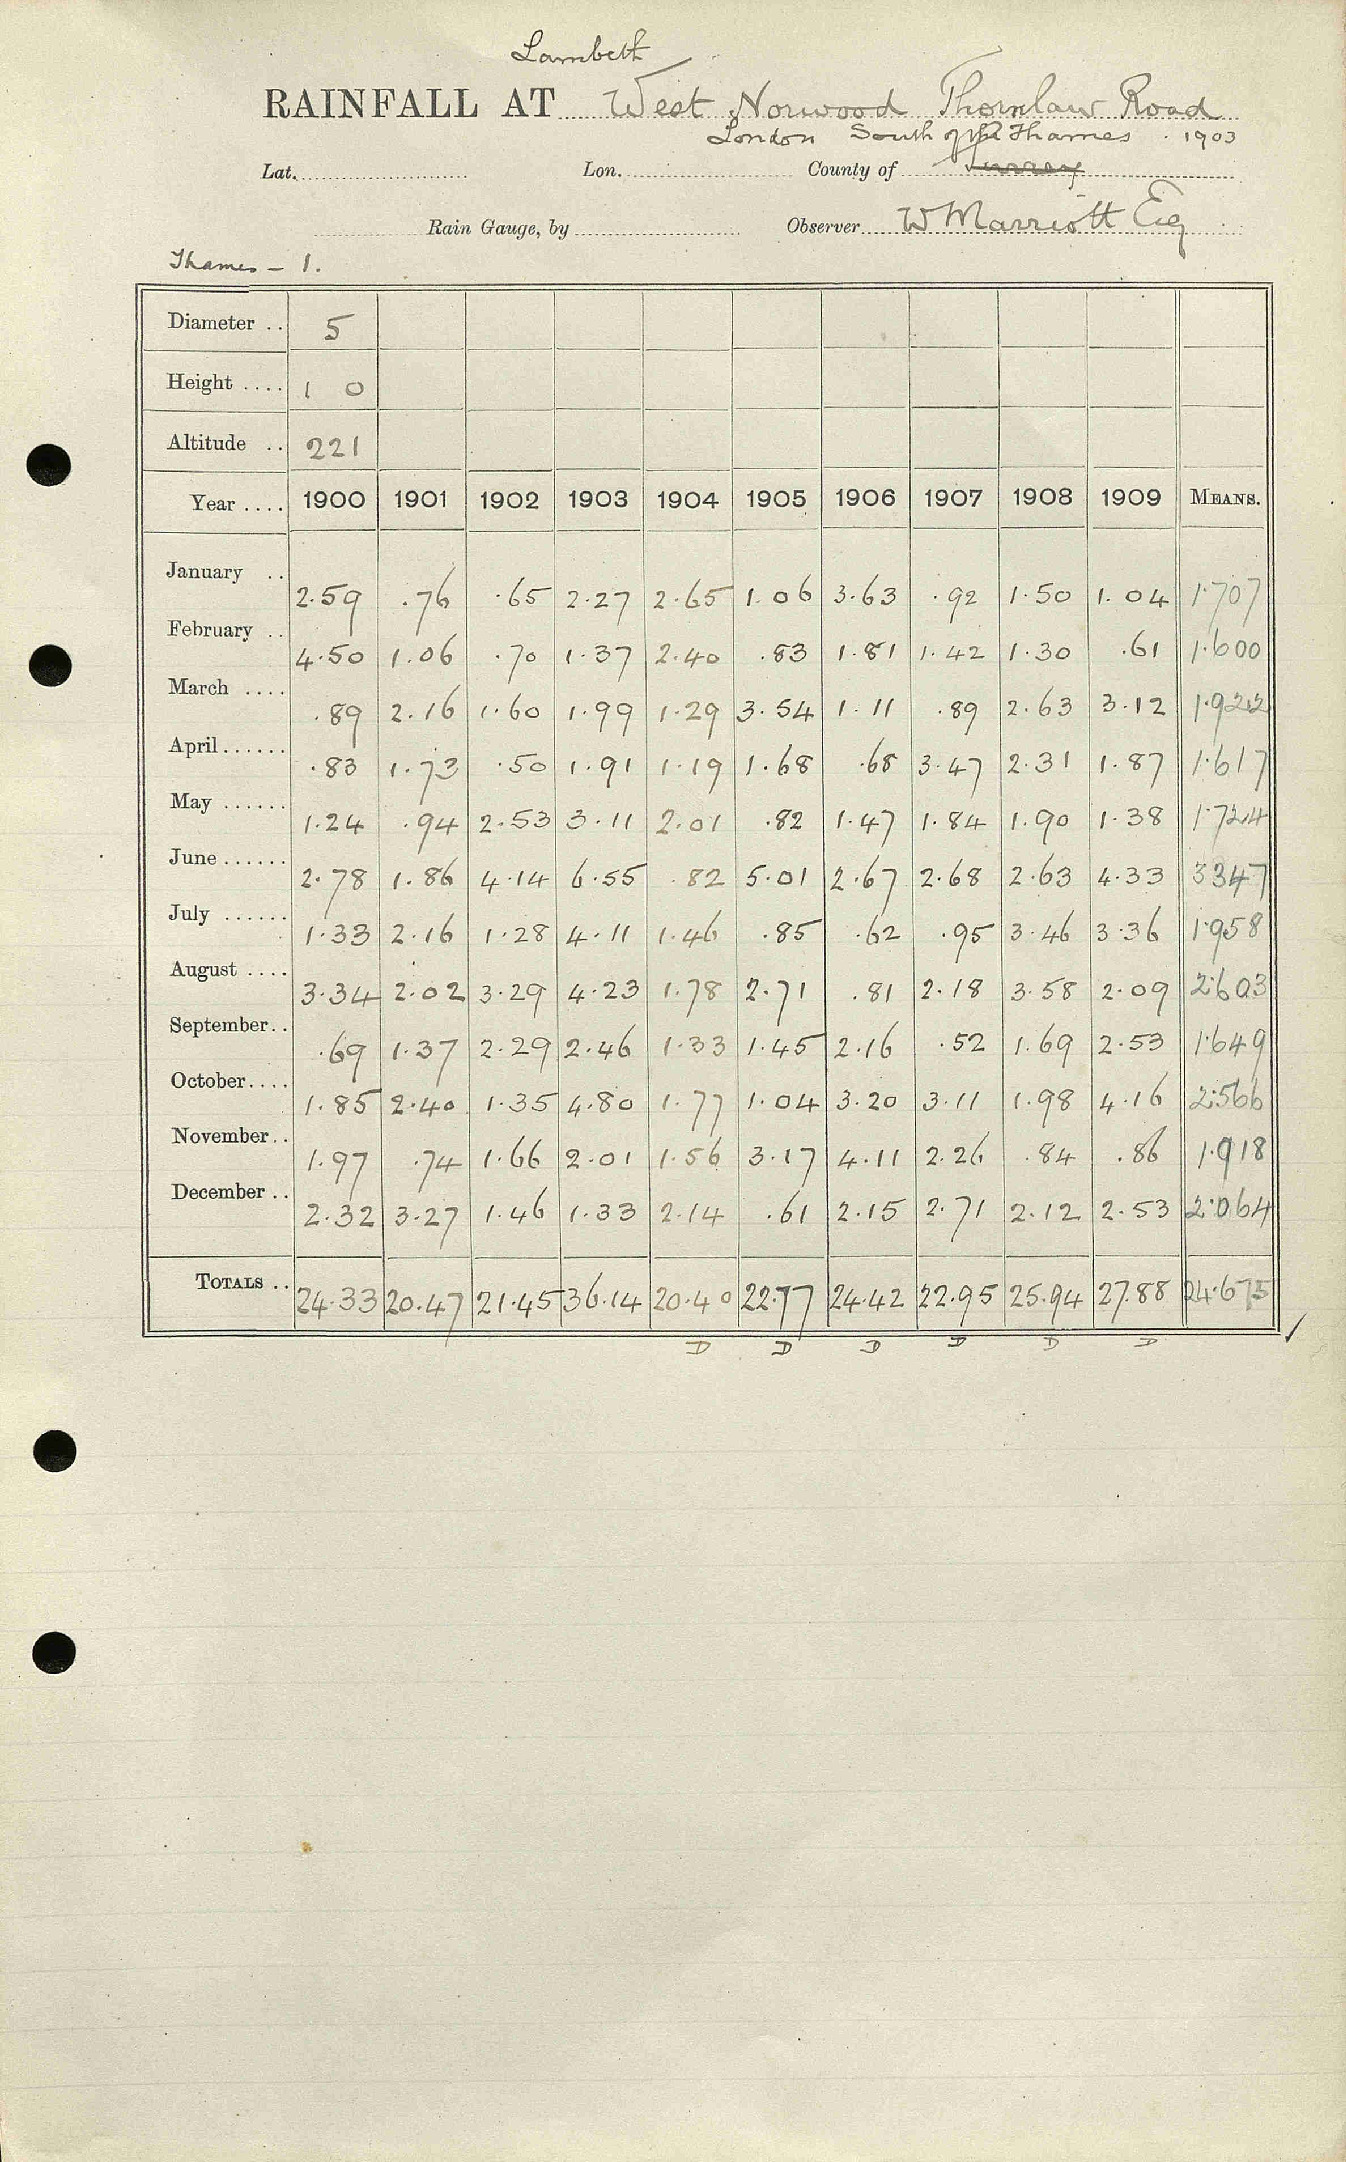 Lambeth
RAINFALL AT West Norwood Thornlaw Road
London South of the Thames . 1903
Lat. Lon. County of Surrey
Rain Gauge, by Observer W Marriott Esq
Thames - 1.
Diameter .. 5
Height .... 1 0
Altitude .. 221
Year .... 1900 1901 1902 1903 1904 1905 1906 1907 1908 1909 MEANS.
January .. 2.59 .76 .65 2.27 2.65 1.06 3.63 .92 1.50 1.04 1.707
February .. 4.50 1.06 .70 1.37 2.40 .83 1.81 1.42 1.30 .61 1.600
March .... .89 2.16 1.60 1.99 1.29 3.54 1.11 .89 2.63 3.12 1.922
April...... .83 1.73 .50 1.91 1.19 1.68 .68 3.47 2.31 1.87 1.617
May ...... 1.24 .94 2.53 3.11 2.01 .82 1.47 1.84 1.90 1.38 1.724
June...... 2.78 1.86 4.14 6.55 .82 5.01 2.67 2.68 2.63 4.33 3347
July ...... 1.33 2.16 1.28 4.11 1.46 .85 .62 .95 3.46 3.36 1.958
August .... 3.34 2.02 3.29 4.23 1.78 2.71 .81 2.18 3.58 2.09 2.603
September.. .69 1.37 2.29 2.46 1.33 1.45 2.16 .52 1.69 2.53 1.649
October.... 1.85 2.40 1.35 4.80 1.77 1.04 3.20 3.11 1.98 4.16 2.566
November.. 1.97 .74 1.66 2.01 1.56 3.17 4.11 2.26 .84 .86 1.918
December .. 2.32 3.27 1.46 1.33 2.14 .61 2.15 2.71 2.12 2.53 2.064
TOTALS .. 24.33 20.47 21.45 36.14 20.40 22.77 24.42 22.95 25.94 27.88 24.675
D D D D D D